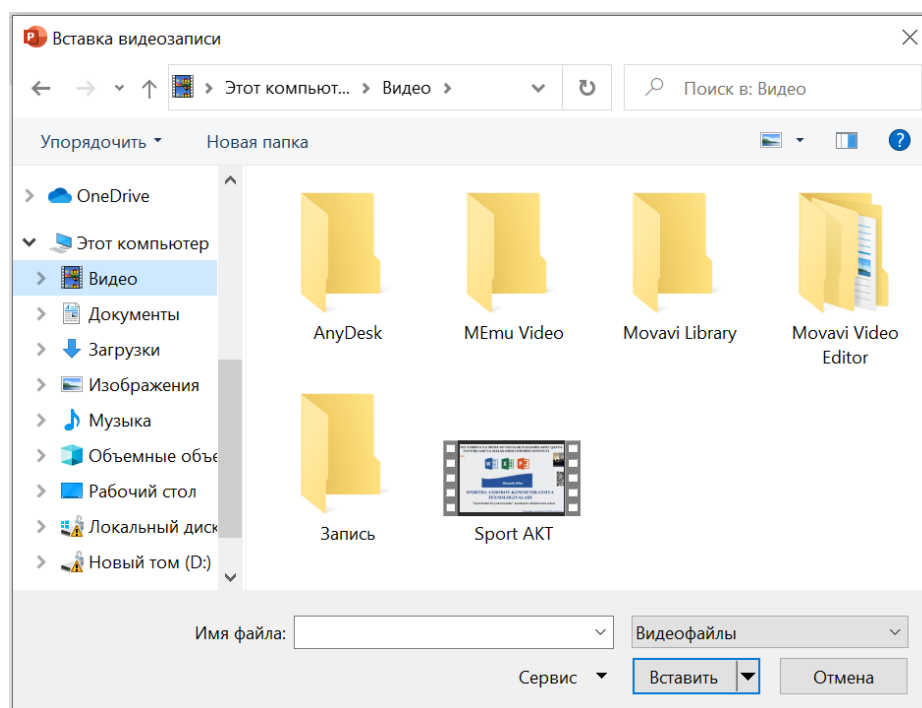 Вставка видеозаписи
Этот компьют... > Видео >
Поиск в: Видео
Упорядочить
Новая папка
OneDrive
Этот компьютер
Видео
Документы
Загрузки
Изображения
Музыка
Объемные объе
Рабочий стол
Локальный диск
Новый том (D:)
AnyDesk
MEmu Video
Movavi Library
Movavi Video
Editor
Запись
Sport AKT
Имя файла:
Видеофайлы
Сервис
Вставить
Отмена